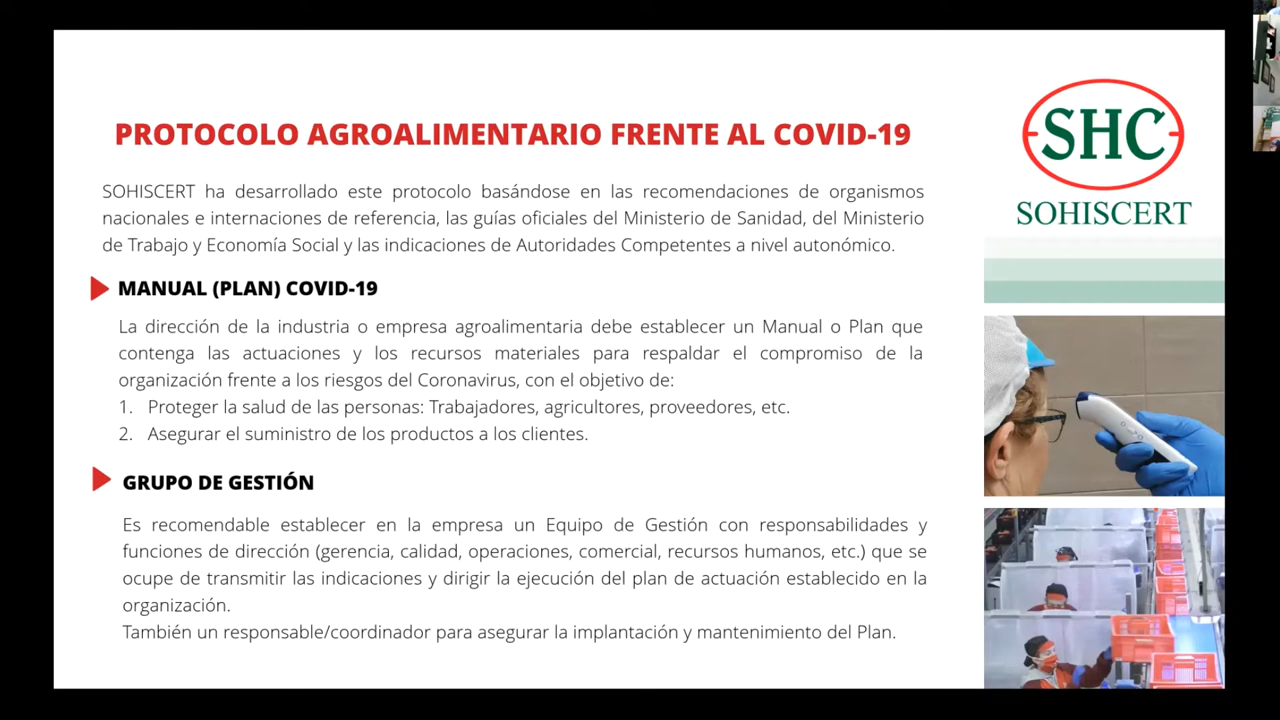 PROTOCOLO AGROALIMENTARIO FRENTE AL COVID-19
SHC
SOHISCERT
SOHISCERT ha desarrollado este protocolo basándose en las recomendaciones de organismos
nacionales e internaciones de referencia, las guías oficiales del Ministerio de Sanidad, del Ministerio
de Trabajo y Economía Social y las indicaciones de Autoridades Competentes a nivel autonómico.
MANUAL (PLAN) COVID-19
La dirección de la industria o empresa agroalimentaria debe establecer un Manual o Plan que
contenga las actuaciones y los recursos materiales para respaldar el compromiso de la
organización frente a los riesgos del Coronavirus, con el objetivo de:
1. Proteger la salud de las personas: Trabajadores, agricultores, proveedores, etc.
2. Asegurar el suministro de los productos a los clientes.
GRUPO DE GESTIÓN
Es recomendable establecer en la empresa un Equipo de Gestión con responsabilidades y
funciones de dirección (gerencia, calidad, operaciones, comercial, recursos humanos, etc.) que se
ocupe de transmitir las indicaciones y dirigir la ejecución del plan de actuación establecido en la
organización.
También un responsable/coordinador para asegurar la implantación y mantenimiento del Plan.